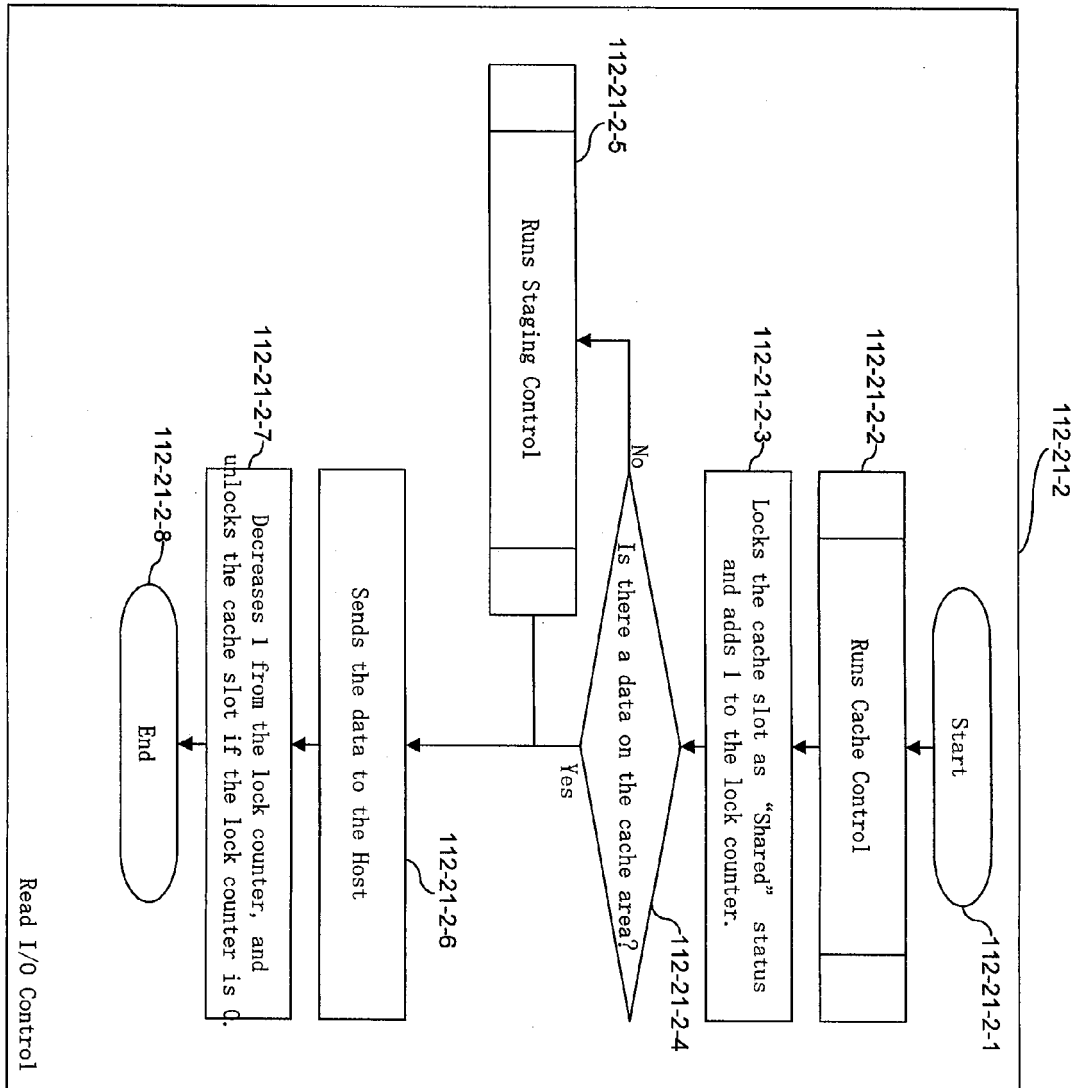 112-21-2
Start
112-21-2-1
112-21-2-2
Runs Cache Control
112-21-2-3
Locks the cache slot as “Shared” status
and adds 1 to the lock counter.
112-21-2-4
Is there a data on the cache area?
No
Yes
112-21-2-5
Runs Staging Control
Sends the data to the Host
112-21-2-6
112-21-2-7
Decreases 1 from the lock counter, and
unlocks the cache slot if the lock counter is 0.
112-21-2-8
End
Read I/O Control